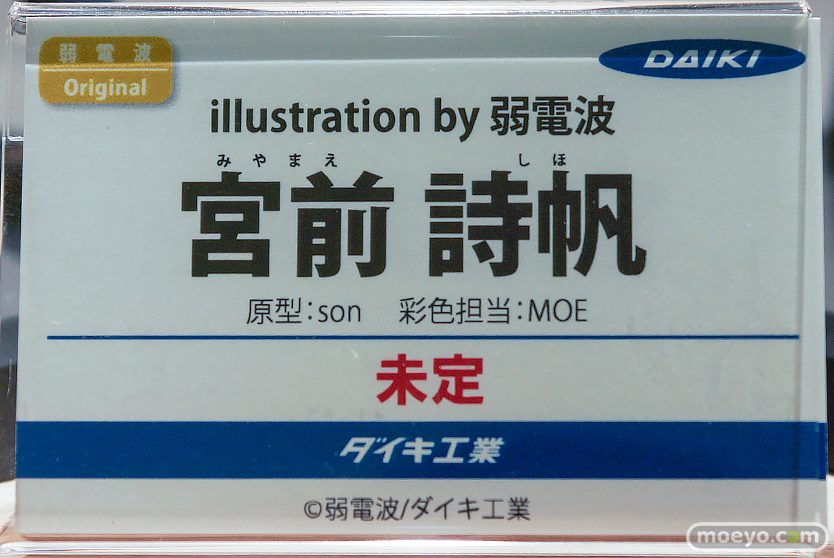 弱電波
Original
DAIKI
illustration by 弱電波
みやまえ しほ
宮前 詩帆
原型：son 彩色担当：MOE
未定
ダイキ工業
©弱電波/ダイキ工業
moeyo.com